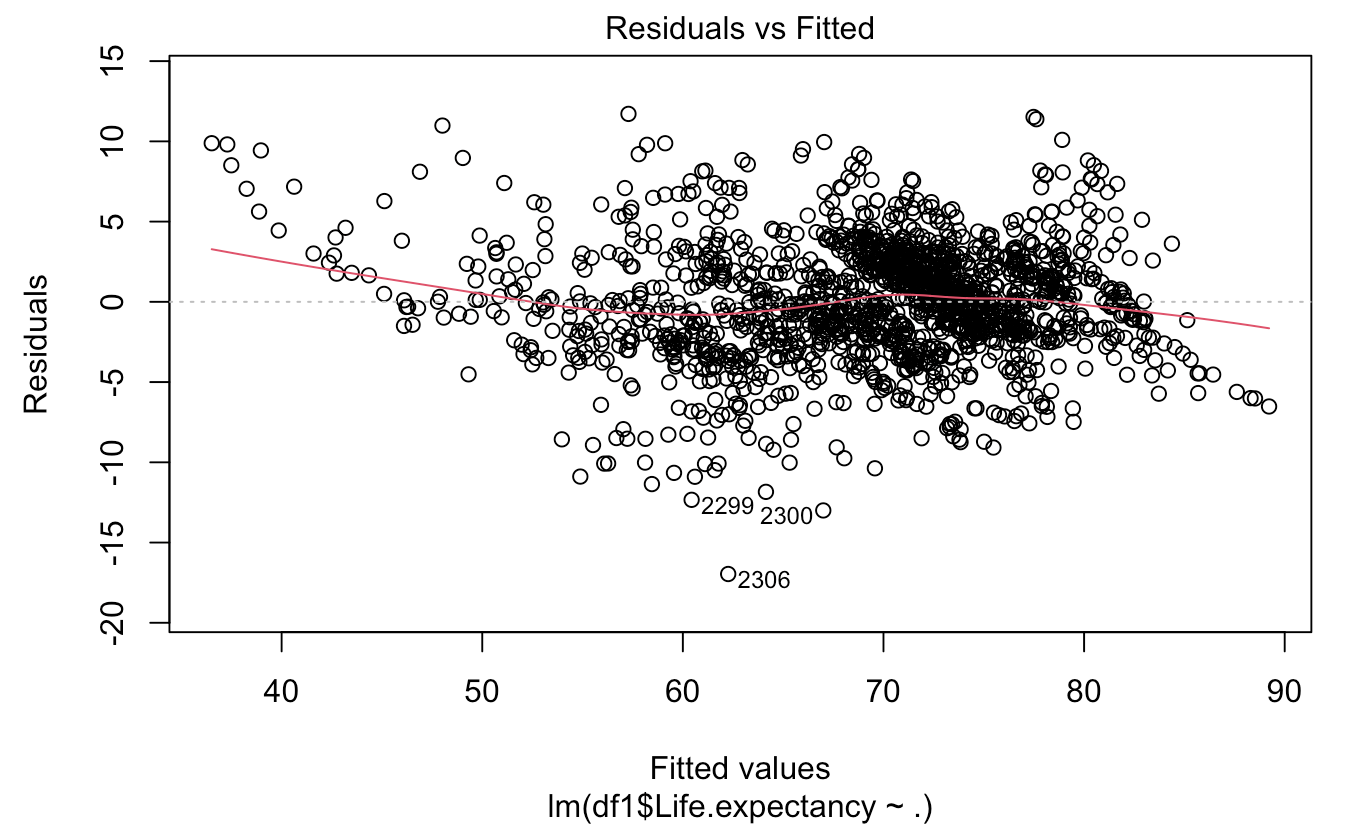 Residuals vs Fitted
Residuals
15
10
5
0
-5
-10
-15
-20
2299
2300
2306
40 50 60 70 80 90
Fitted values
lm(df1$Life.expectancy ~ .)